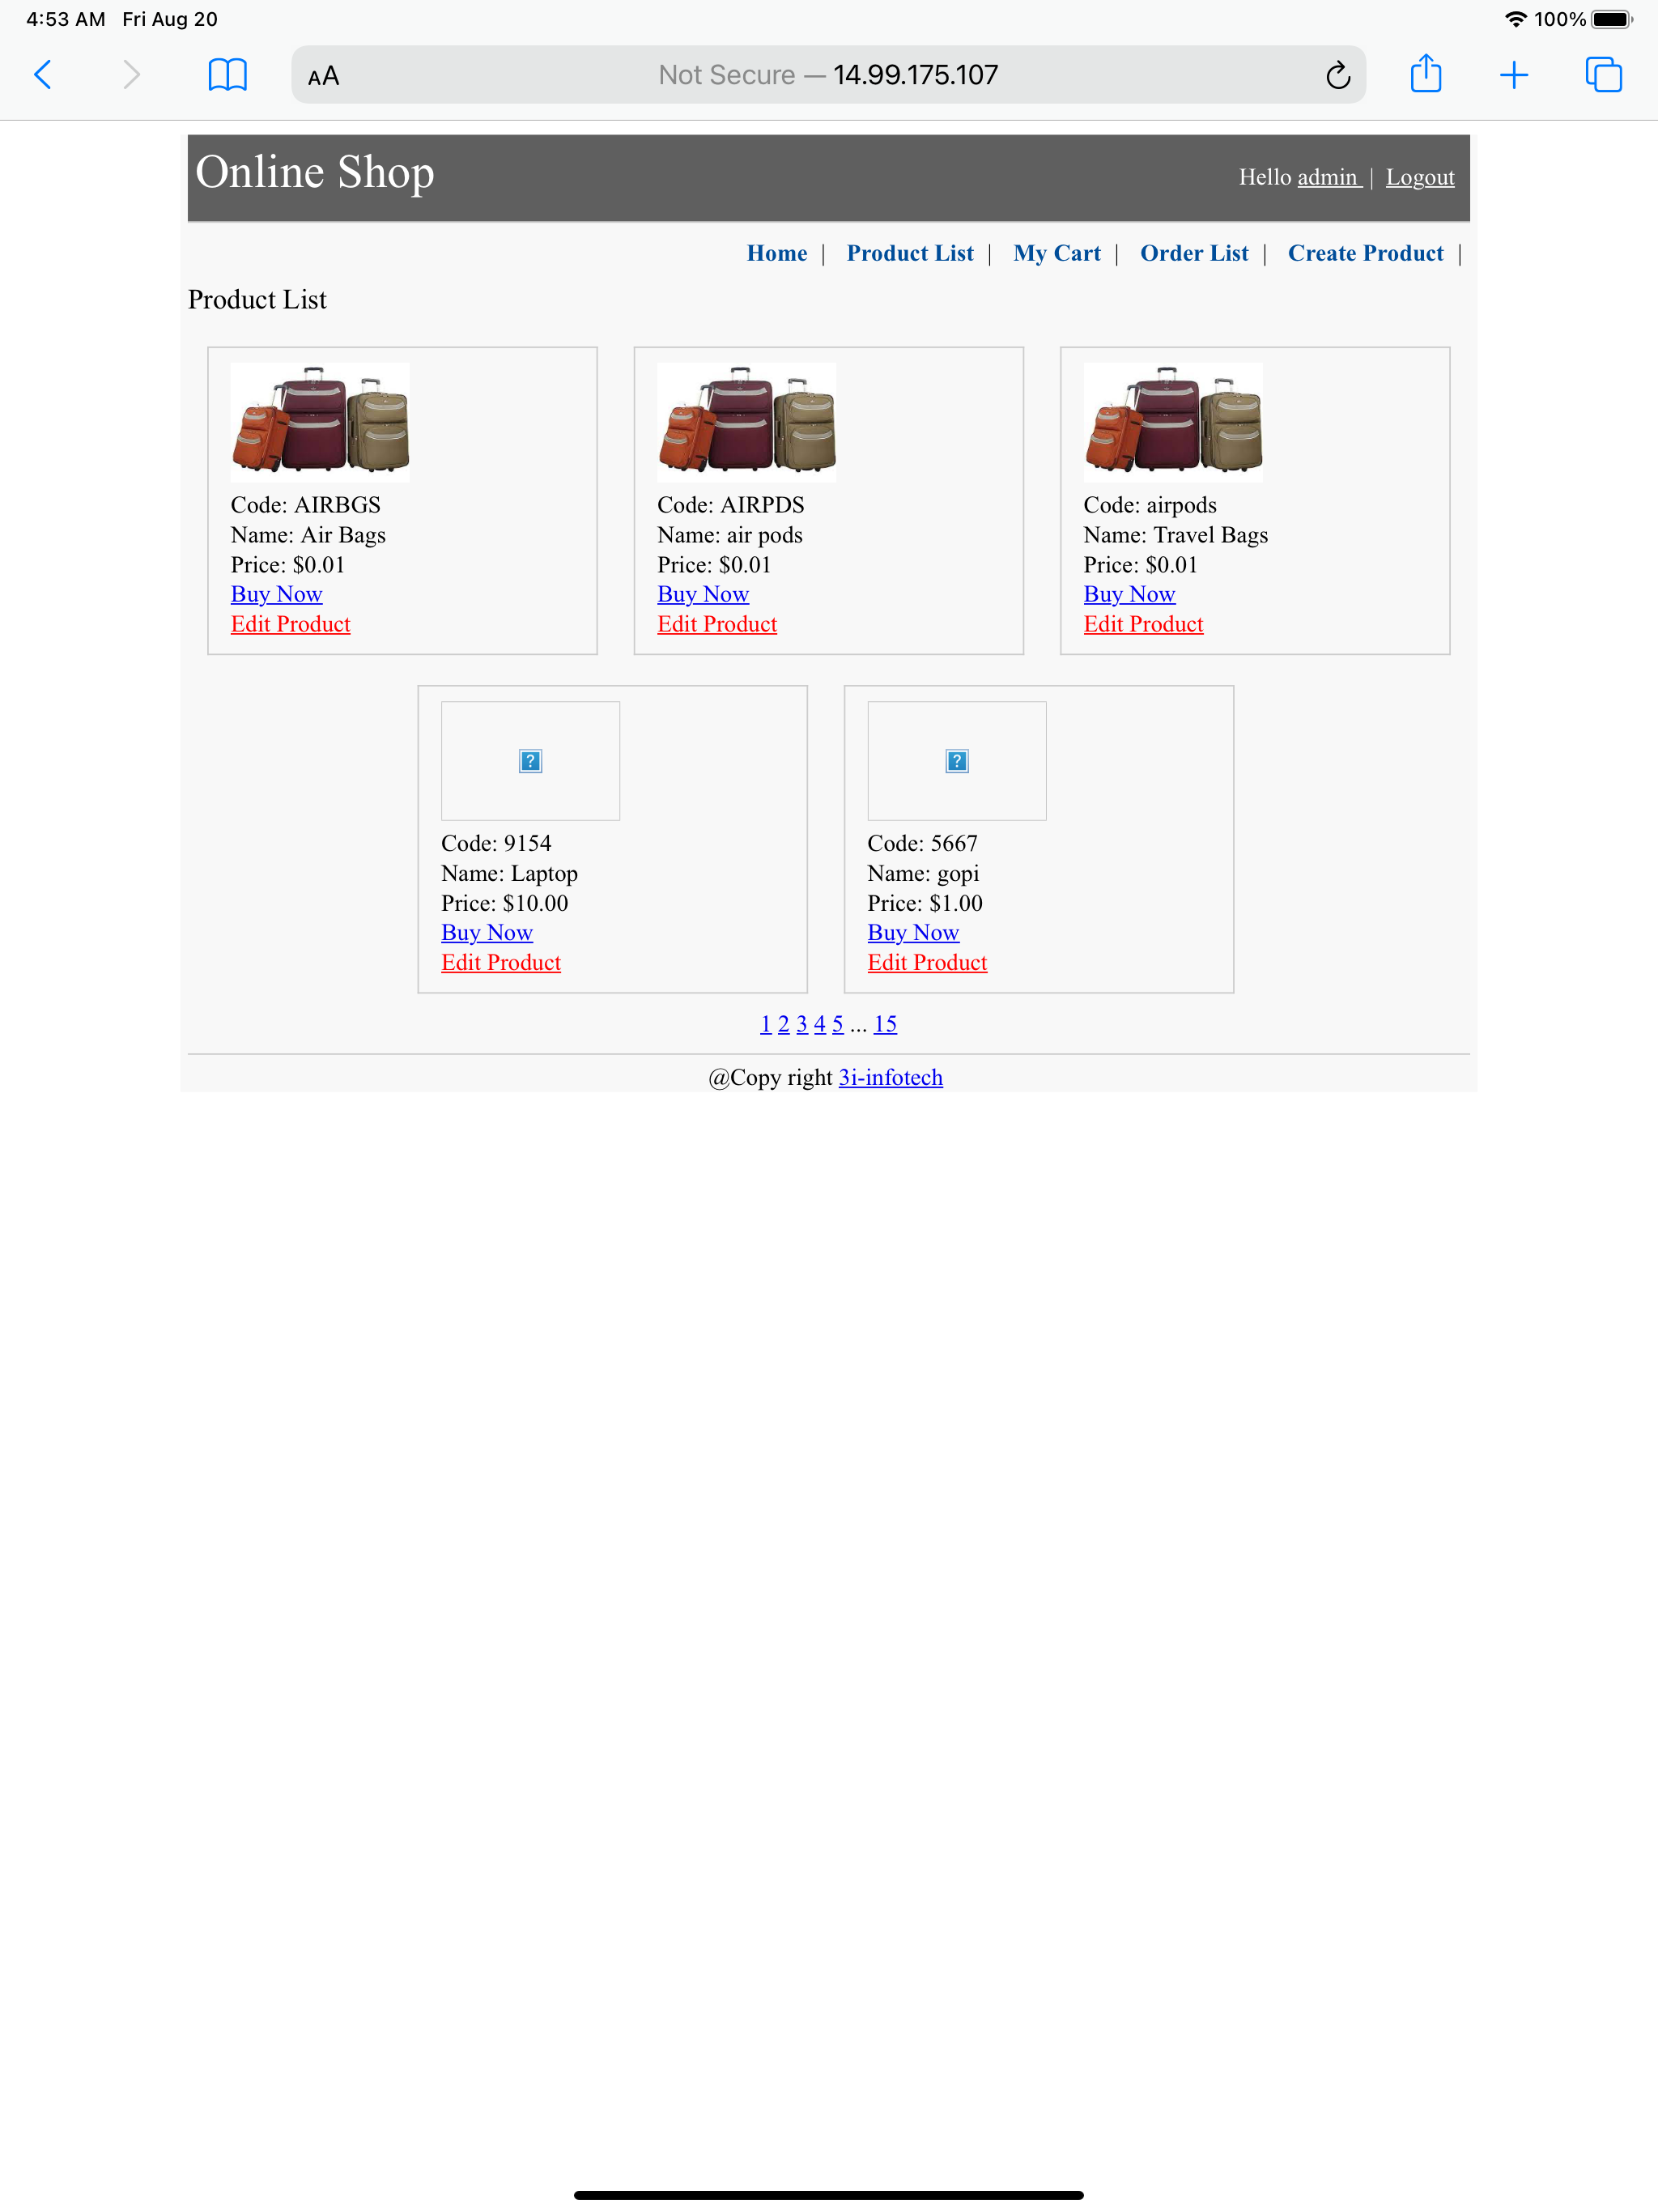 4:53 AM Fri Aug 20 100%
AA Not Secure — 14.99.175.107
Online Shop
Hello admin | Logout
Home | Product List | My Cart | Order List | Create Product |
Product List
Code: AIRBGS
Name: Air Bags
Price: $0.01
Buy Now
Edit Product
Code: AIRPDS
Name: air pods
Price: $0.01
Buy Now
Edit Product
Code: airpods
Name: Travel Bags
Price: $0.01
Buy Now
Edit Product
Code: 9154
Name: Laptop
Price: $10.00
Buy Now
Edit Product
Code: 5667
Name: gopi
Price: $1.00
Buy Now
Edit Product
1 2 3 4 5 ... 15
@Copy right 3i-infotech